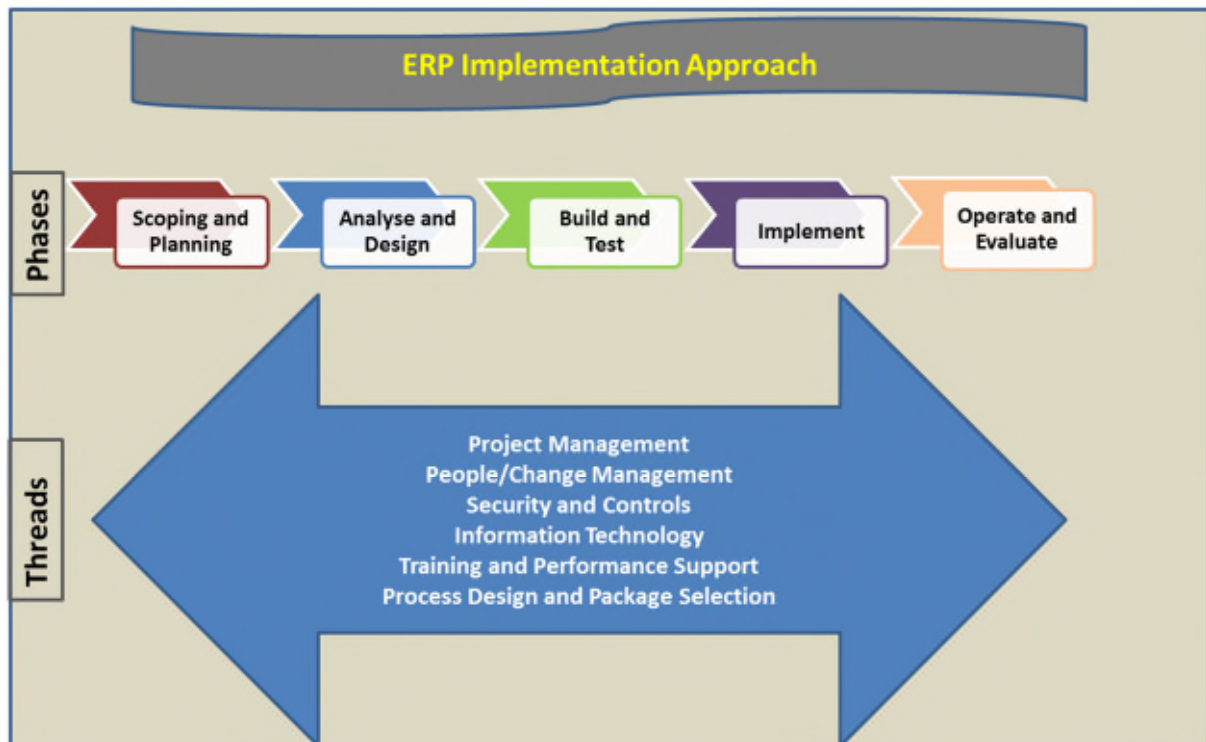 ERP Implementation Approach
Phases
Scoping and
Planning
Analyse and
Design
Build and
Test
Implement
Operate and
Evaluate
Threads
Project Management
People/Change Management
Security and Controls
Information Technology
Training and Performance Support
Process Design and Package Selection